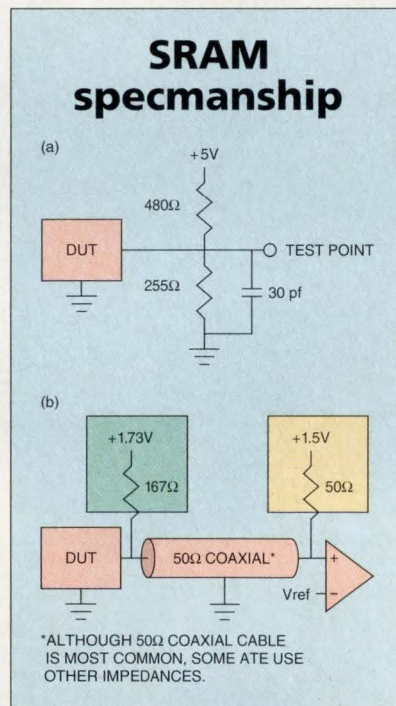 SRAM
specmanship
(a)
+5V
480Ω
DUT
TEST POINT
255Ω
30 pf
(b)
+1.73V
+1.5V
167Ω
50Ω
DUT
50Ω COAXIAL*
+
Vref
−
*ALTHOUGH 50Ω COAXIAL CABLE
IS MOST COMMON, SOME ATE USE
OTHER IMPEDANCES.